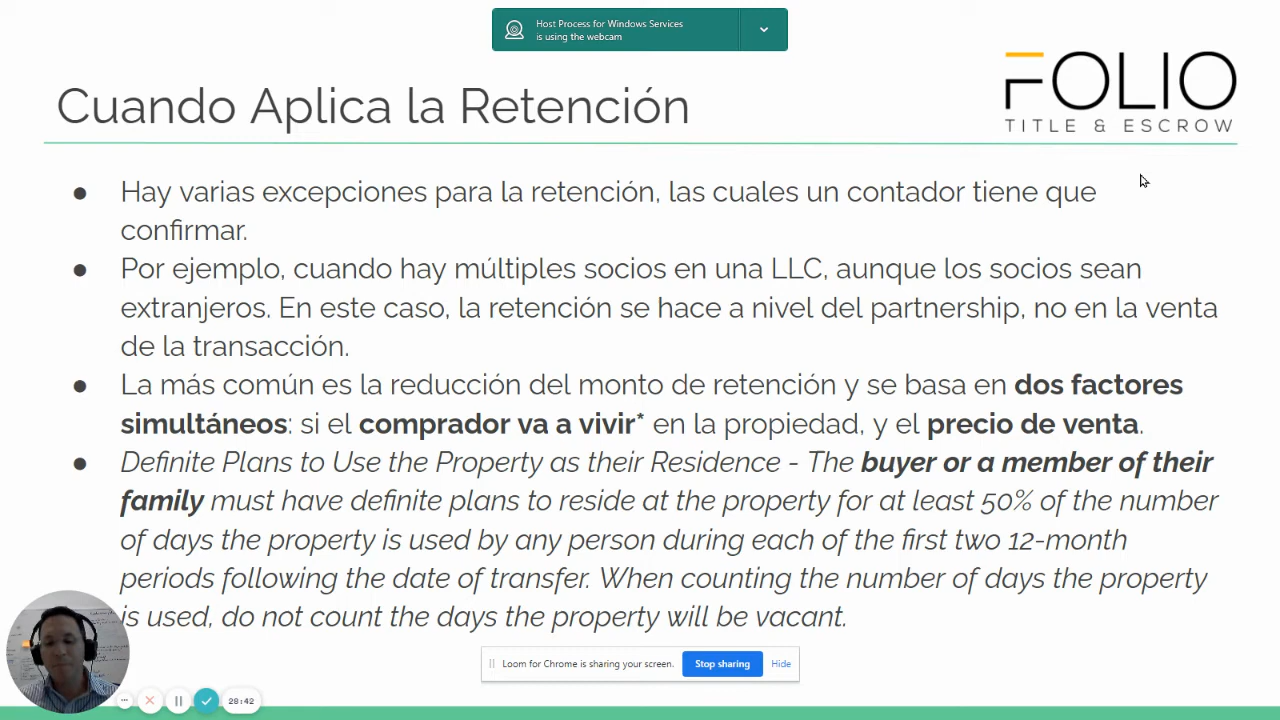 Host Process for Windows Services
is using the webcam
FOLIO
TITLE & ESCROW
Cuando Aplica la Retención
● Hay varias excepciones para la retención, las cuales un contador tiene que
confirmar.
● Por ejemplo, cuando hay múltiples socios en una LLC, aunque los socios sean
extranjeros. En este caso, la retención se hace a nivel del partnership, no en la venta
de la transacción.
● La más común es la reducción del monto de retención y se basa en dos factores
simultáneos: si el comprador va a vivir* en la propiedad, y el precio de venta.
● Definite Plans to Use the Property as their Residence - The buyer or a member of their
family must have definite plans to reside at the property for at least 50% of the number
of days the property is used by any person during each of the first two 12-month
periods following the date of transfer. When counting the number of days the property
is used, do not count the days the property will be vacant.
Loom for Chrome is sharing your screen. Stop sharing Hide
28:42